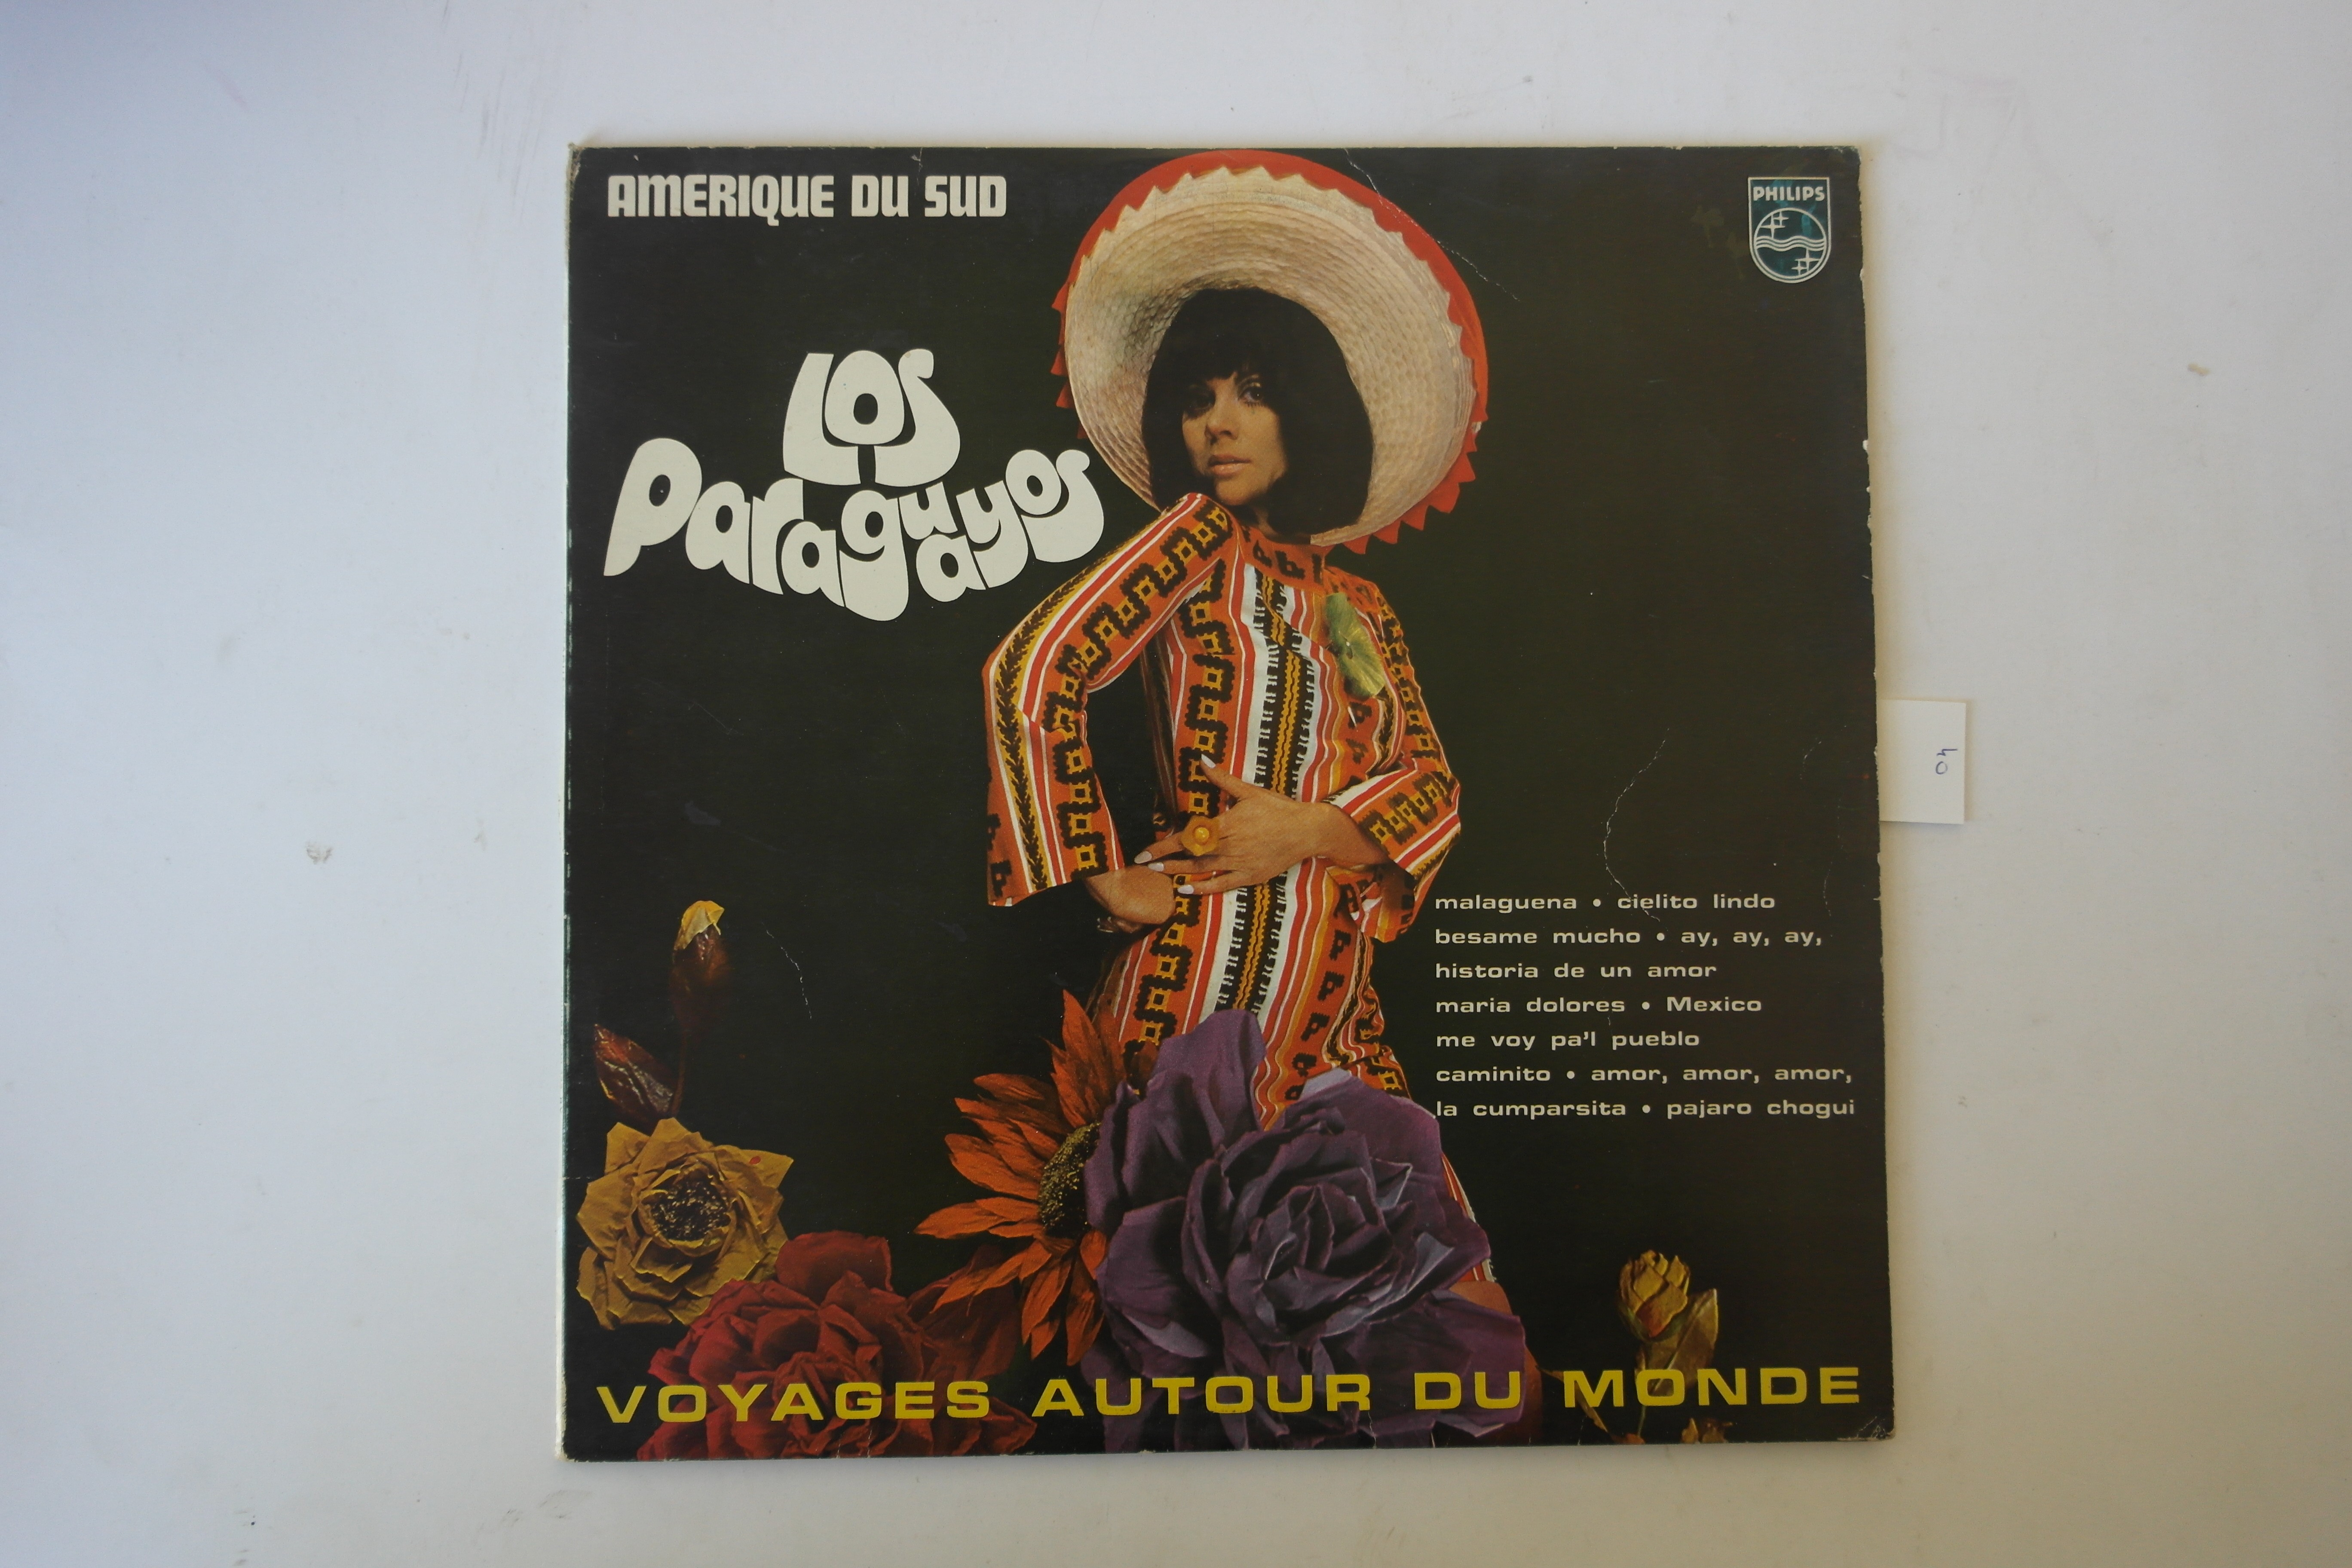 AMERIQUE DU SUD
PHILIPS
LOS
Paraguayos
malaguena • cielito lindo
besame mucho • ay, ay, ay,
historia de un amor
maria dolores • Mexico
me voy pa'l pueblo
caminito • amor, amor, amor,
la cumparsita • pajaro chogui
VOYAGES AUTOUR DU MONDE
40